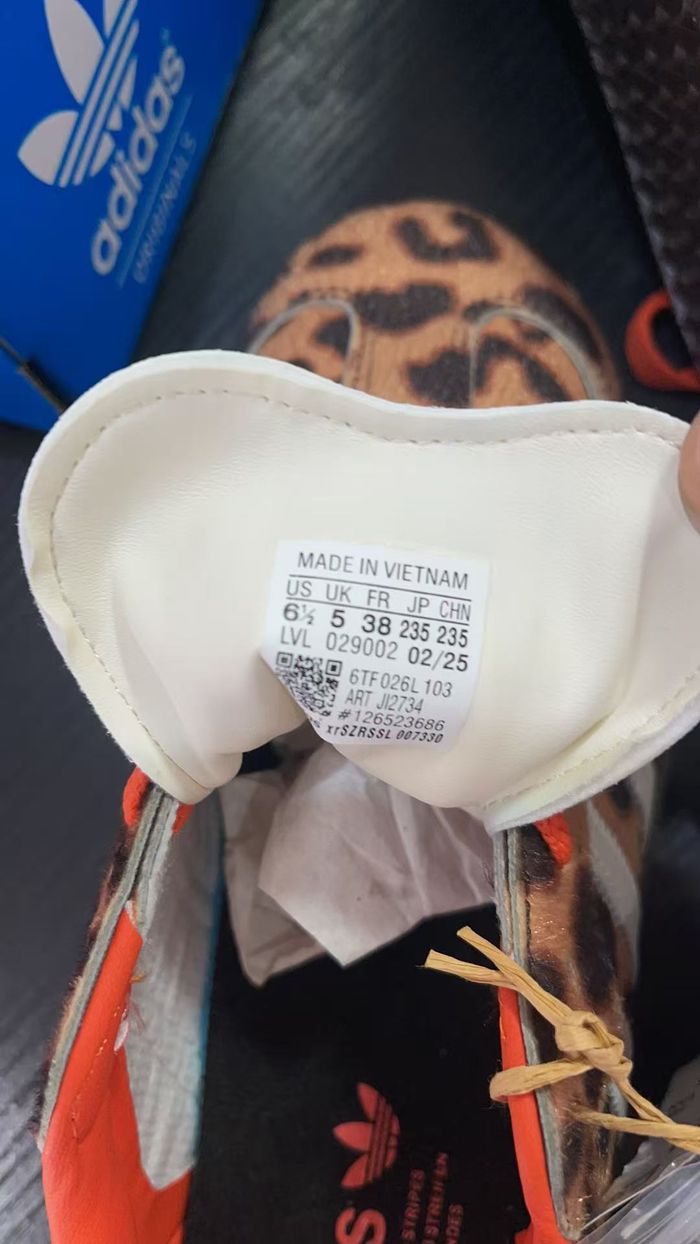 adidas
ORIGINALS
MADE IN VIETNAM
US UK FR JP CHN
6½ 5 38 235 235
LVL 029002 02/25
6TF026L 103
ART JI2734
#126523686
xrSZRSSL 007330
STRIPES